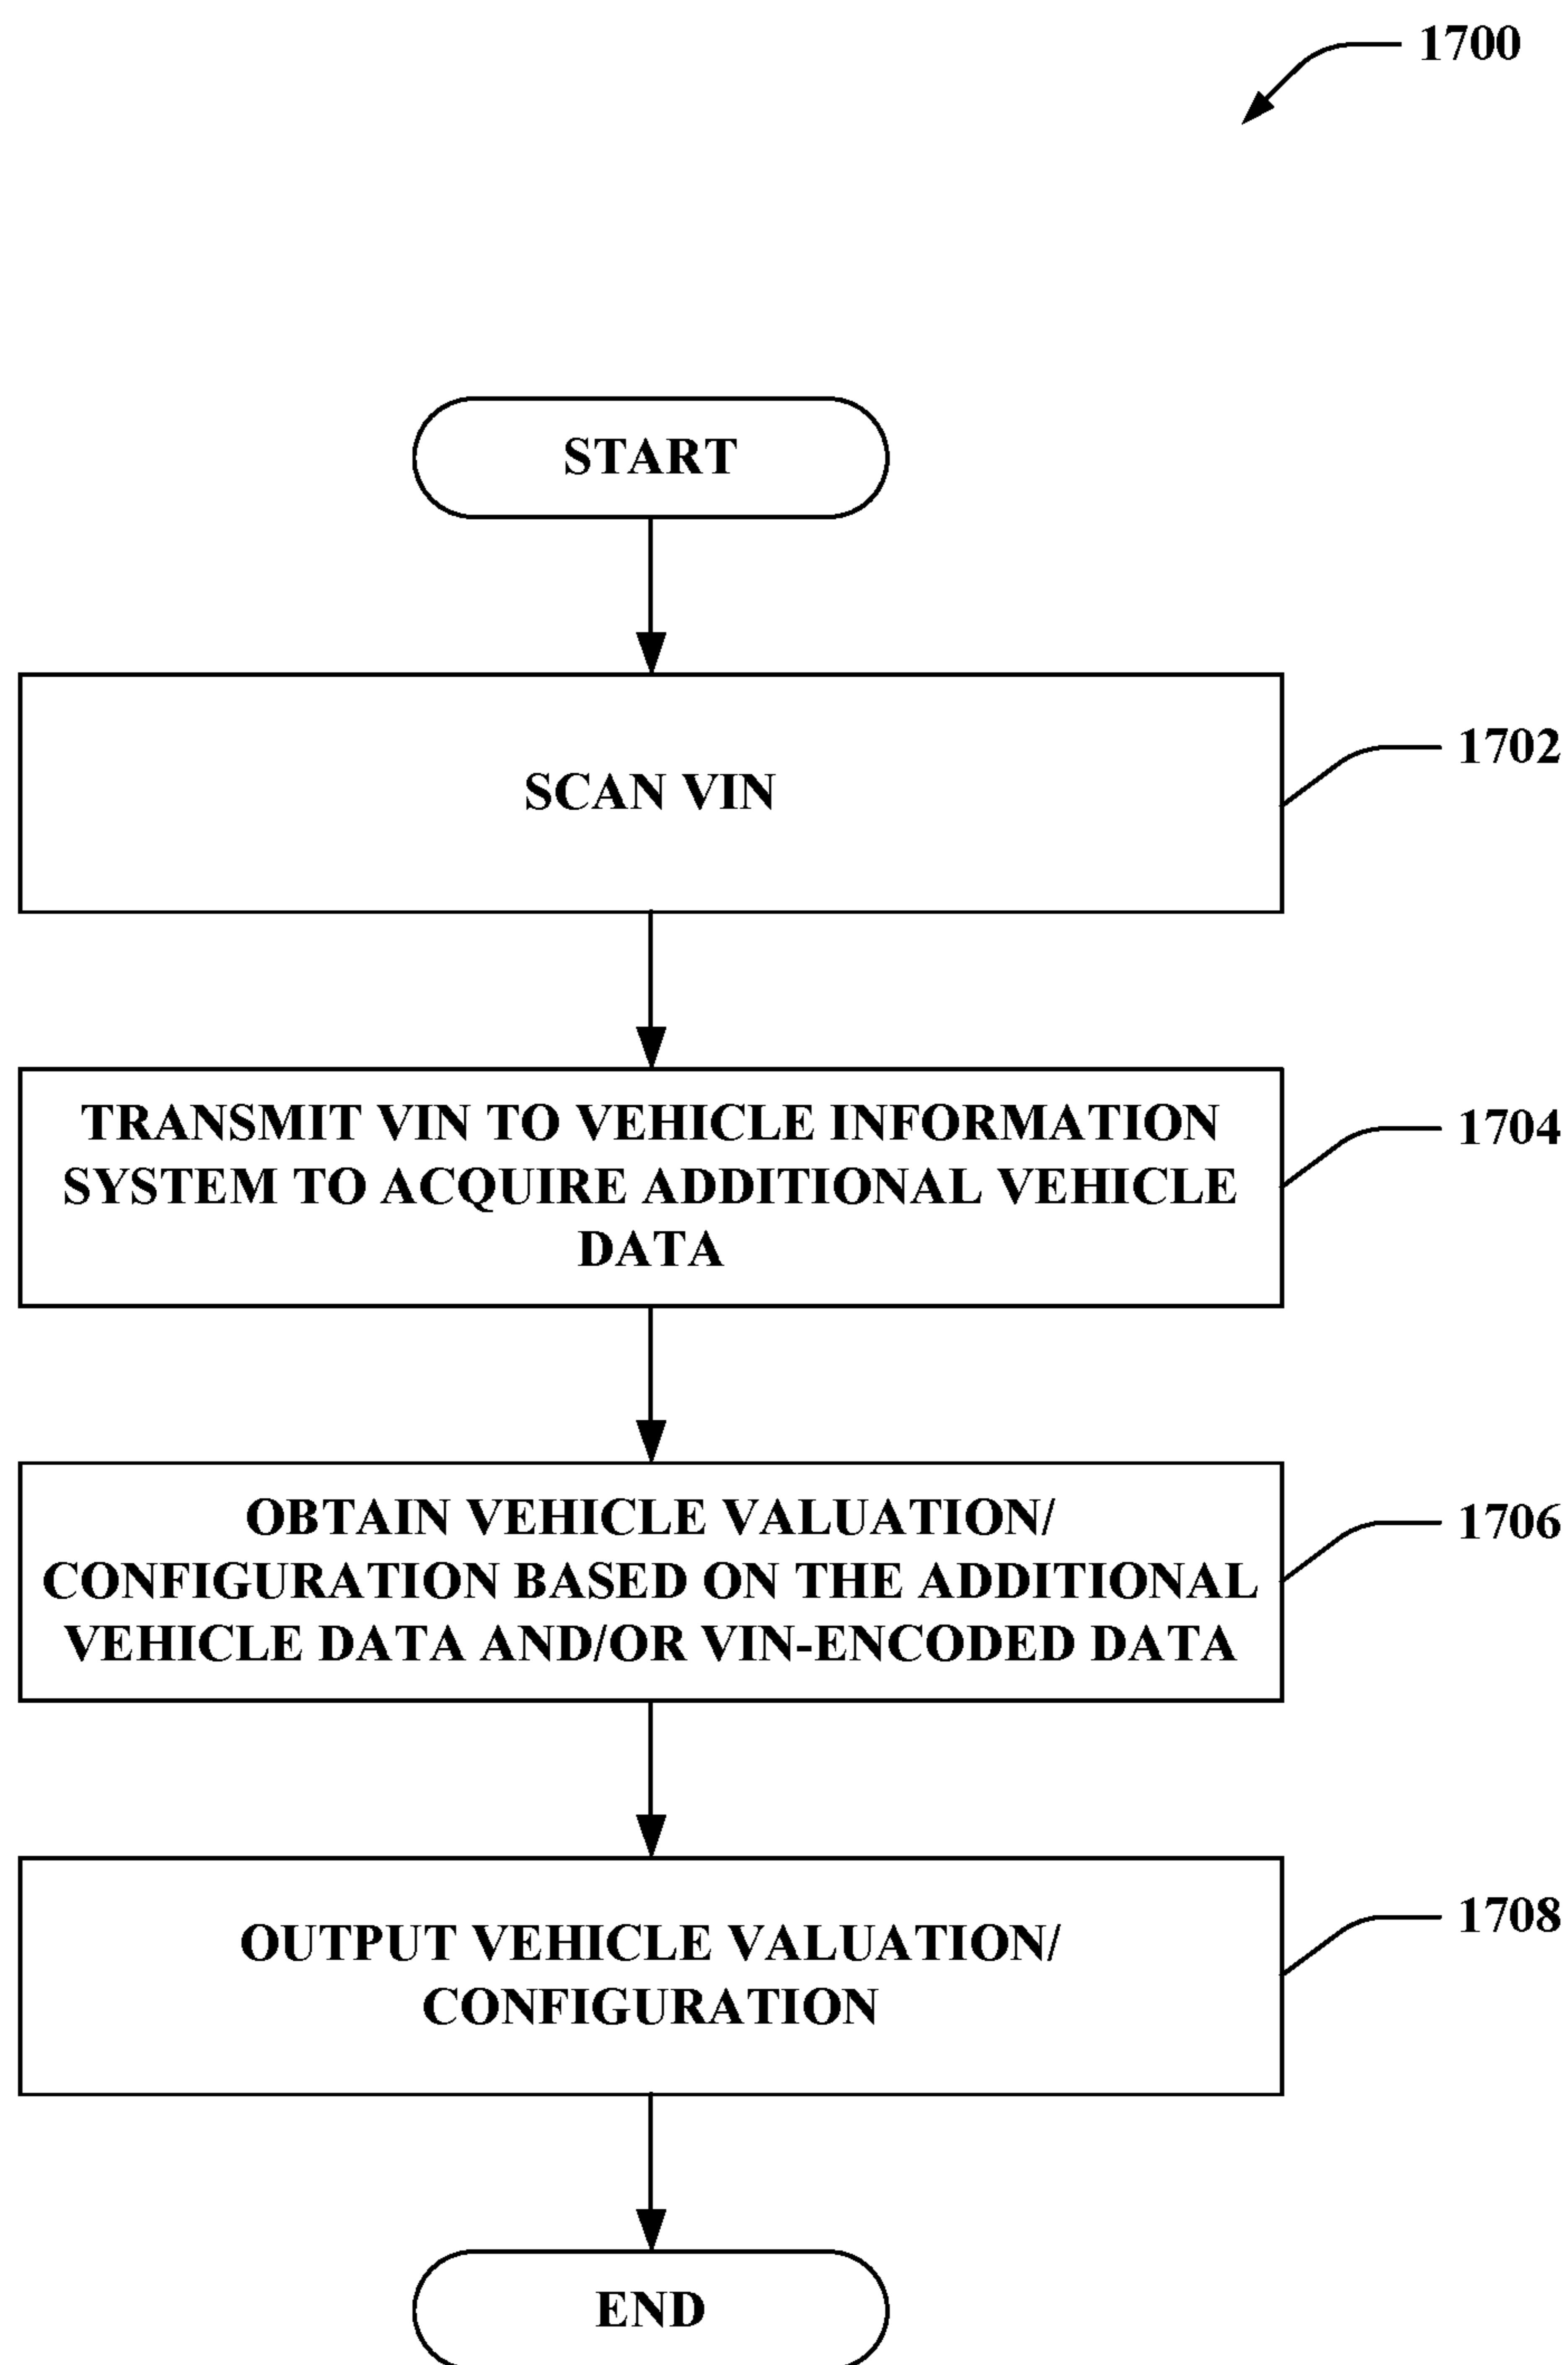 1700
START
SCAN VIN
1702
TRANSMIT VIN TO VEHICLE INFORMATION
SYSTEM TO ACQUIRE ADDITIONAL VEHICLE
DATA
1704
OBTAIN VEHICLE VALUATION/
CONFIGURATION BASED ON THE ADDITIONAL
VEHICLE DATA AND/OR VIN-ENCODED DATA
1706
OUTPUT VEHICLE VALUATION/
CONFIGURATION
1708
END